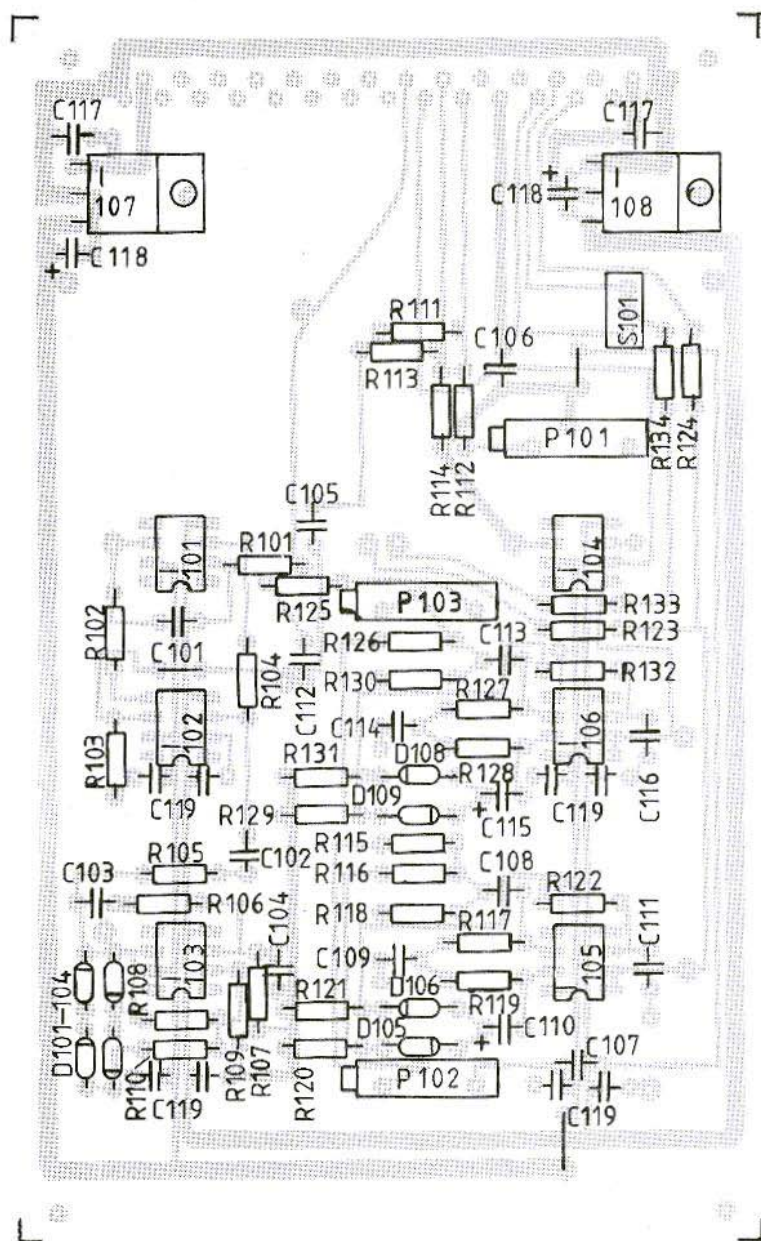 C117
C117
I
107
C118
I
108
C118
+
+
R111
C106
S101
R113
P101
R114
R112
R134
R124
C105
R101
I
101
I
104
R125
P103
R133
R102
R126
C113
R123
C101
R104
C112
R130
R132
R127
C114
I
102
I
106
R103
R131
D108
R128
C116
C119
D109
+
C115
C119
R129
R115
R105
C102
C108
C103
R116
R122
R106
C104
R118
R117
I
103
C109
I
105
C111
D101-104
R108
R121
D106
R119
D105
C110
+
R109
R107
C107
R110
C119
R120
P102
C119